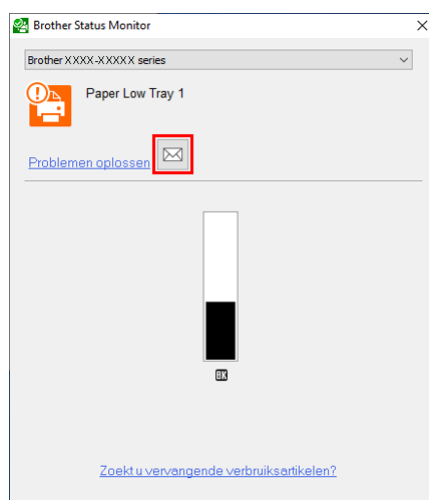 Brother Status Monitor
Brother XXXX-XXXXX series
Paper Low Tray 1
Problemen oplossen
BK
Zoekt u vervangende verbruiksartikelen?